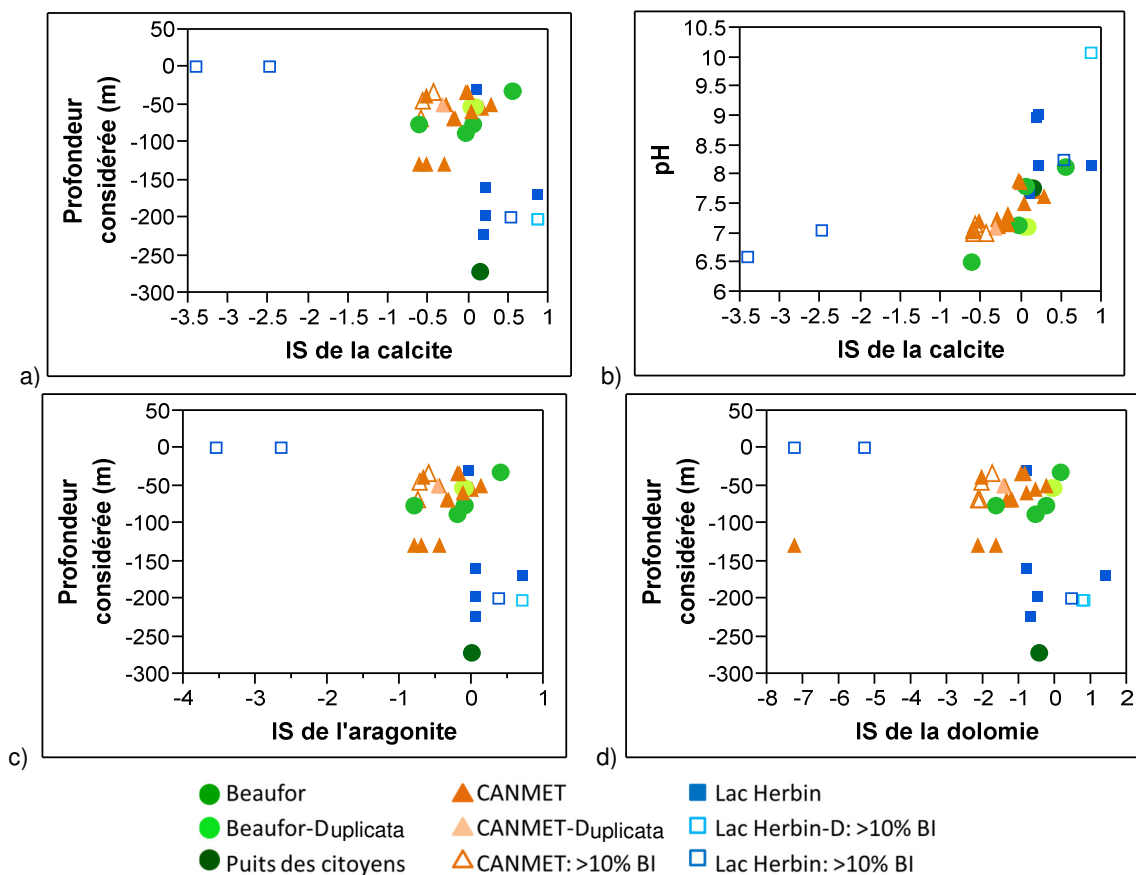 50
0
-50
-100
-150
-200
-250
-300
Profondeur
considérée (m)
-3.5 -3 -2.5 -2 -1.5 -1 -0.5 0 0.5 1
IS de la calcite
a)
10.5
10
9.5
9
8.5
8
7.5
7
6.5
6
pH
-3.5 -3 -2.5 -2 -1.5 -1 -0.5 0 0.5 1
IS de la calcite
b)
50
0
-50
-100
-150
-200
-250
-300
Profondeur
considérée (m)
-4 -3 -2 -1 0 1
IS de l'aragonite
c)
50
0
-50
-100
-150
-200
-250
-300
Profondeur
considérée (m)
-8 -7 -6 -5 -4 -3 -2 -1 0 1 2
IS de la dolomie
d)
Beaufor CANMET Lac Herbin
Beaufor-Duplicata CANMET-Duplicata Lac Herbin-D: >10% BI
Puits des citoyens CANMET: >10% BI Lac Herbin: >10% BI